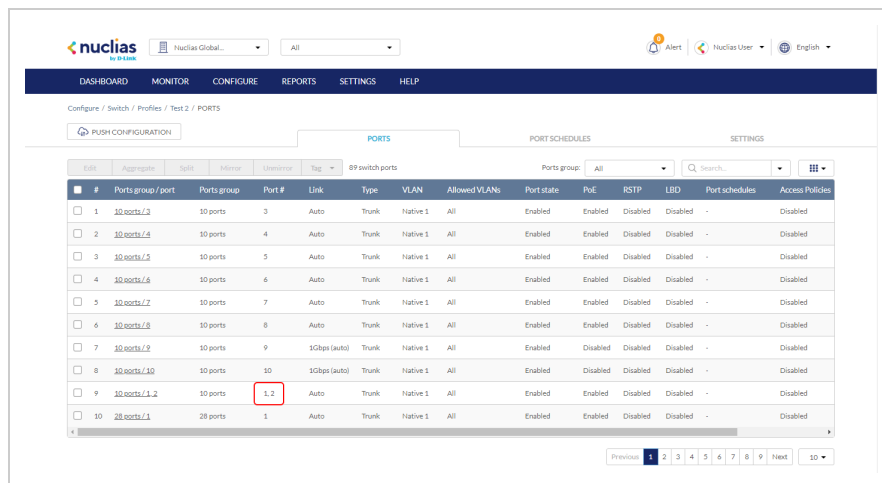 nuclias
by D-Link
Nuclias Global...
All
0
Alert
Nuclias User
English
DASHBOARD MONITOR CONFIGURE REPORTS SETTINGS HELP
Configure / Switch / Profiles / Test 2 / PORTS
PUSH CONFIGURATION
PORTS PORT SCHEDULES SETTINGS
Edit Aggregate Split Mirror Unmirror Tag 89 switch ports Ports group: All Search...
# Ports group / port Ports group Port # Link Type VLAN Allowed VLANs Port state PoE RSTP LBD Port schedules Access Policies
1 10 ports / 3 10 ports 3 Auto Trunk Native 1 All Enabled Enabled Disabled Disabled - Disabled
2 10 ports / 4 10 ports 4 Auto Trunk Native 1 All Enabled Enabled Disabled Disabled - Disabled
3 10 ports / 5 10 ports 5 Auto Trunk Native 1 All Enabled Enabled Disabled Disabled - Disabled
4 10 ports / 6 10 ports 6 Auto Trunk Native 1 All Enabled Enabled Disabled Disabled - Disabled
5 10 ports / 7 10 ports 7 Auto Trunk Native 1 All Enabled Enabled Disabled Disabled - Disabled
6 10 ports / 8 10 ports 8 Auto Trunk Native 1 All Enabled Enabled Disabled Disabled - Disabled
7 10 ports / 9 10 ports 9 1Gbps (auto) Trunk Native 1 All Enabled Disabled Disabled Disabled - Disabled
8 10 ports / 10 10 ports 10 1Gbps (auto) Trunk Native 1 All Enabled Disabled Disabled Disabled - Disabled
9 10 ports / 1, 2 10 ports 1, 2 Auto Trunk Native 1 All Enabled Enabled Disabled Disabled - Disabled
10 28 ports / 1 28 ports 1 Auto Trunk Native 1 All Enabled Enabled Disabled Disabled - Disabled
Previous 1 2 3 4 5 6 7 8 9 Next 10